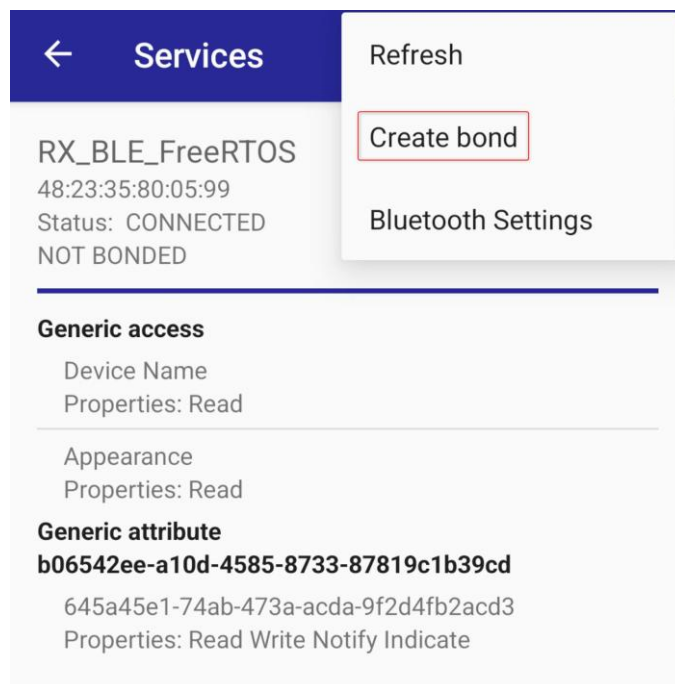 Services
Refresh
Create bond
Bluetooth Settings
RX_BLE_FreeRTOS
48:23:35:80:05:99
Status: CONNECTED
NOT BONDED
Generic access
Device Name
Properties: Read
Appearance
Properties: Read
Generic attribute
b06542ee-a10d-4585-8733-87819c1b39cd
645a45e1-74ab-473a-acda-9f2d4fb2acd3
Properties: Read Write Notify Indicate